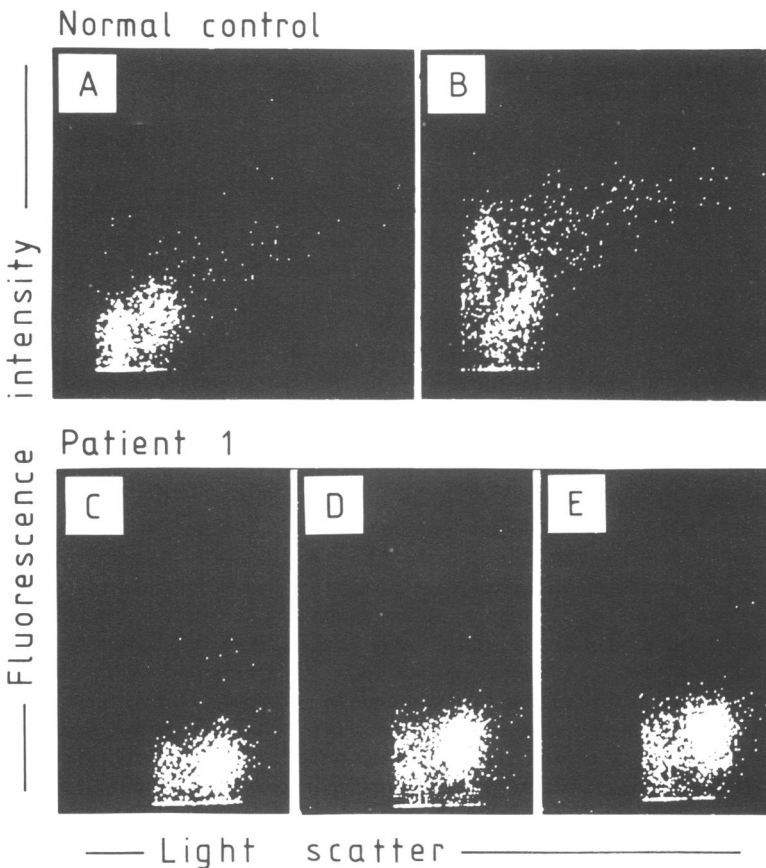 Normal control
A
B
Patient 1
C
D
E
Fluorescence intensity
Light scatter